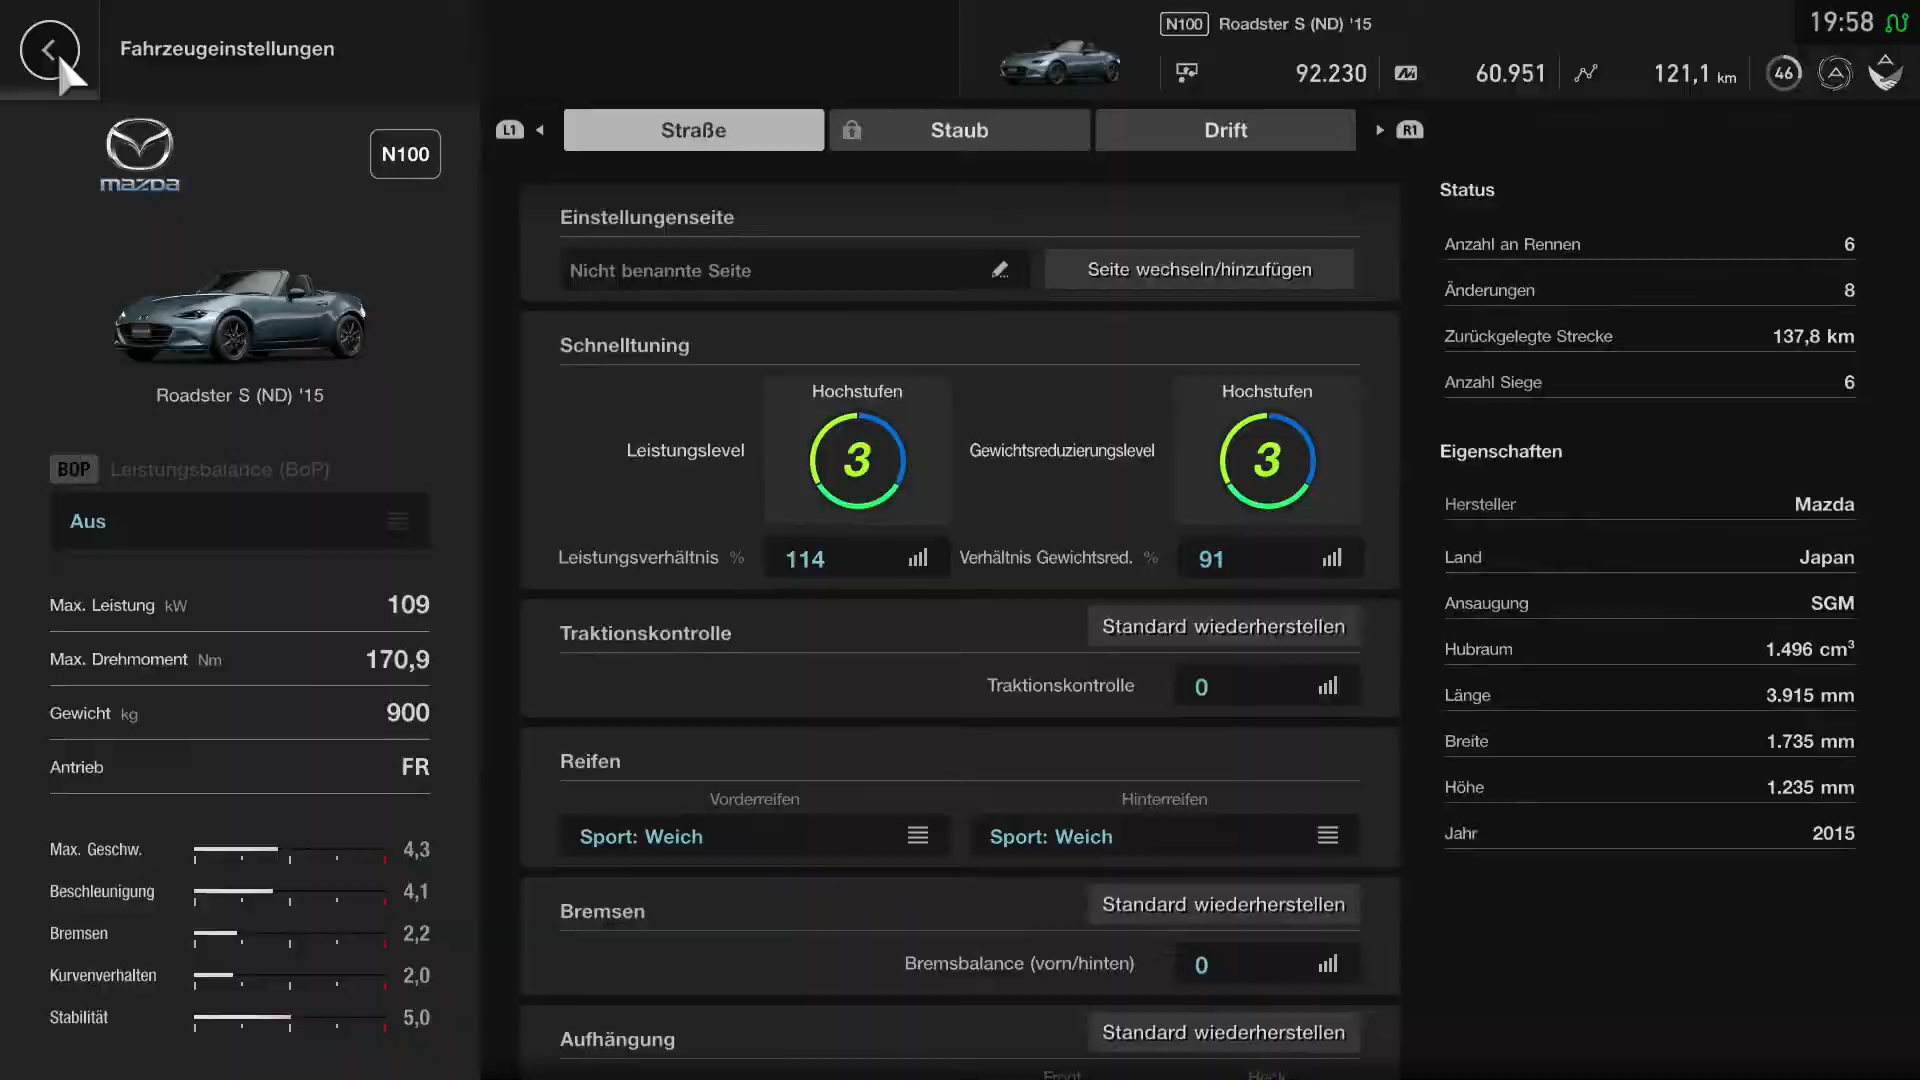 Fahrzeugeinstellungen
N100 Roadster S (ND) '15
19:58
92.230
60.951
121,1 km
46
mazda
N100
Roadster S (ND) '15
BOP Leistungsbalance (BoP)
Aus
Max. Leistung kW 109
Max. Drehmoment Nm 170,9
Gewicht kg 900
Antrieb FR
Max. Geschw. 4,3
Beschleunigung 4,1
Bremsen 2,2
Kurvenverhalten 2,0
Stabilität 5,0
L1 Straße Staub Drift R1
Einstellungenseite
Nicht benannte Seite Seite wechseln/hinzufügen
Schnelltuning
Hochstufen Hochstufen
Leistungslevel 3 Gewichtsreduzierungslevel 3
Leistungsverhältnis % 114 Verhältnis Gewichtsred. % 91
Traktionskontrolle Standard wiederherstellen
Traktionskontrolle 0
Reifen
Vorderreifen Hinterreifen
Sport: Weich Sport: Weich
Bremsen Standard wiederherstellen
Bremsbalance (vorn/hinten) 0
Aufhängung Standard wiederherstellen
Front Heck
Status
Anzahl an Rennen 6
Änderungen 8
Zurückgelegte Strecke 137,8 km
Anzahl Siege 6
Eigenschaften
Hersteller Mazda
Land Japan
Ansaugung SGM
Hubraum 1.496 cm³
Länge 3.915 mm
Breite 1.735 mm
Höhe 1.235 mm
Jahr 2015